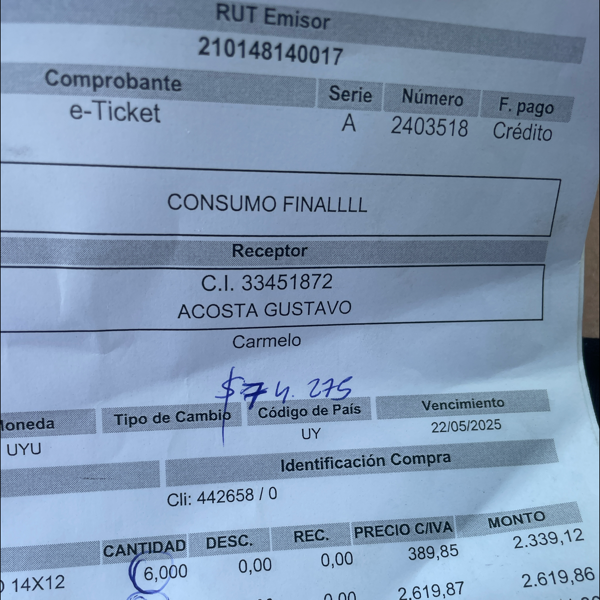 RUT Emisor
210148140017
Comprobante Serie Número F. pago
e-Ticket A 2403518 Crédito
CONSUMO FINALLLL
Receptor
C.I. 33451872
ACOSTA GUSTAVO
Carmelo
$74.275
Moneda Tipo de Cambio Código de País Vencimiento
UYU UY 22/05/2025
Identificación Compra
Cli: 442658 / 0
CANTIDAD DESC. REC. PRECIO C/IVA MONTO
14X12 6,000 0,00 0,00 389,85 2.339,12
0,00 2.619,87 2.619,86